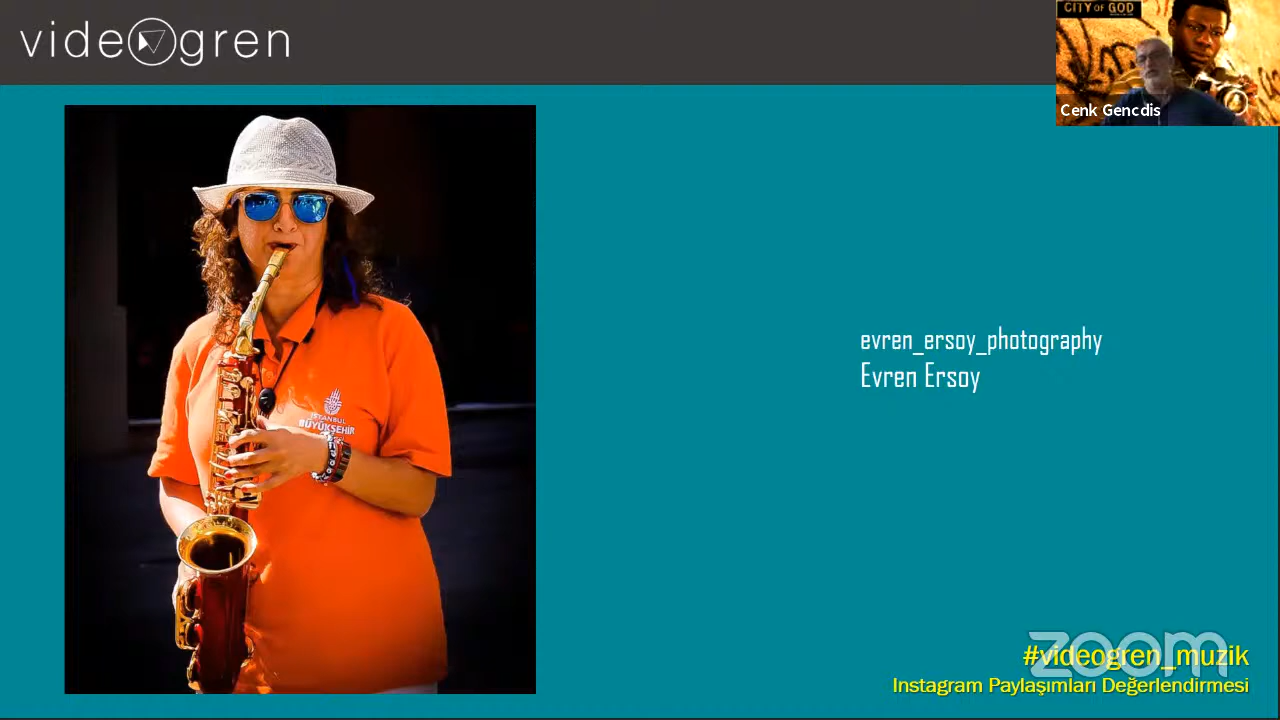 videogren
CITY OF GOD
Cenk Gencdis
İSTANBUL
BÜYÜKŞEHİR
evren_ersoy_photography
Evren Ersoy
zoom
#videogren_muzik
Instagram Paylaşımları Değerlendirmesi